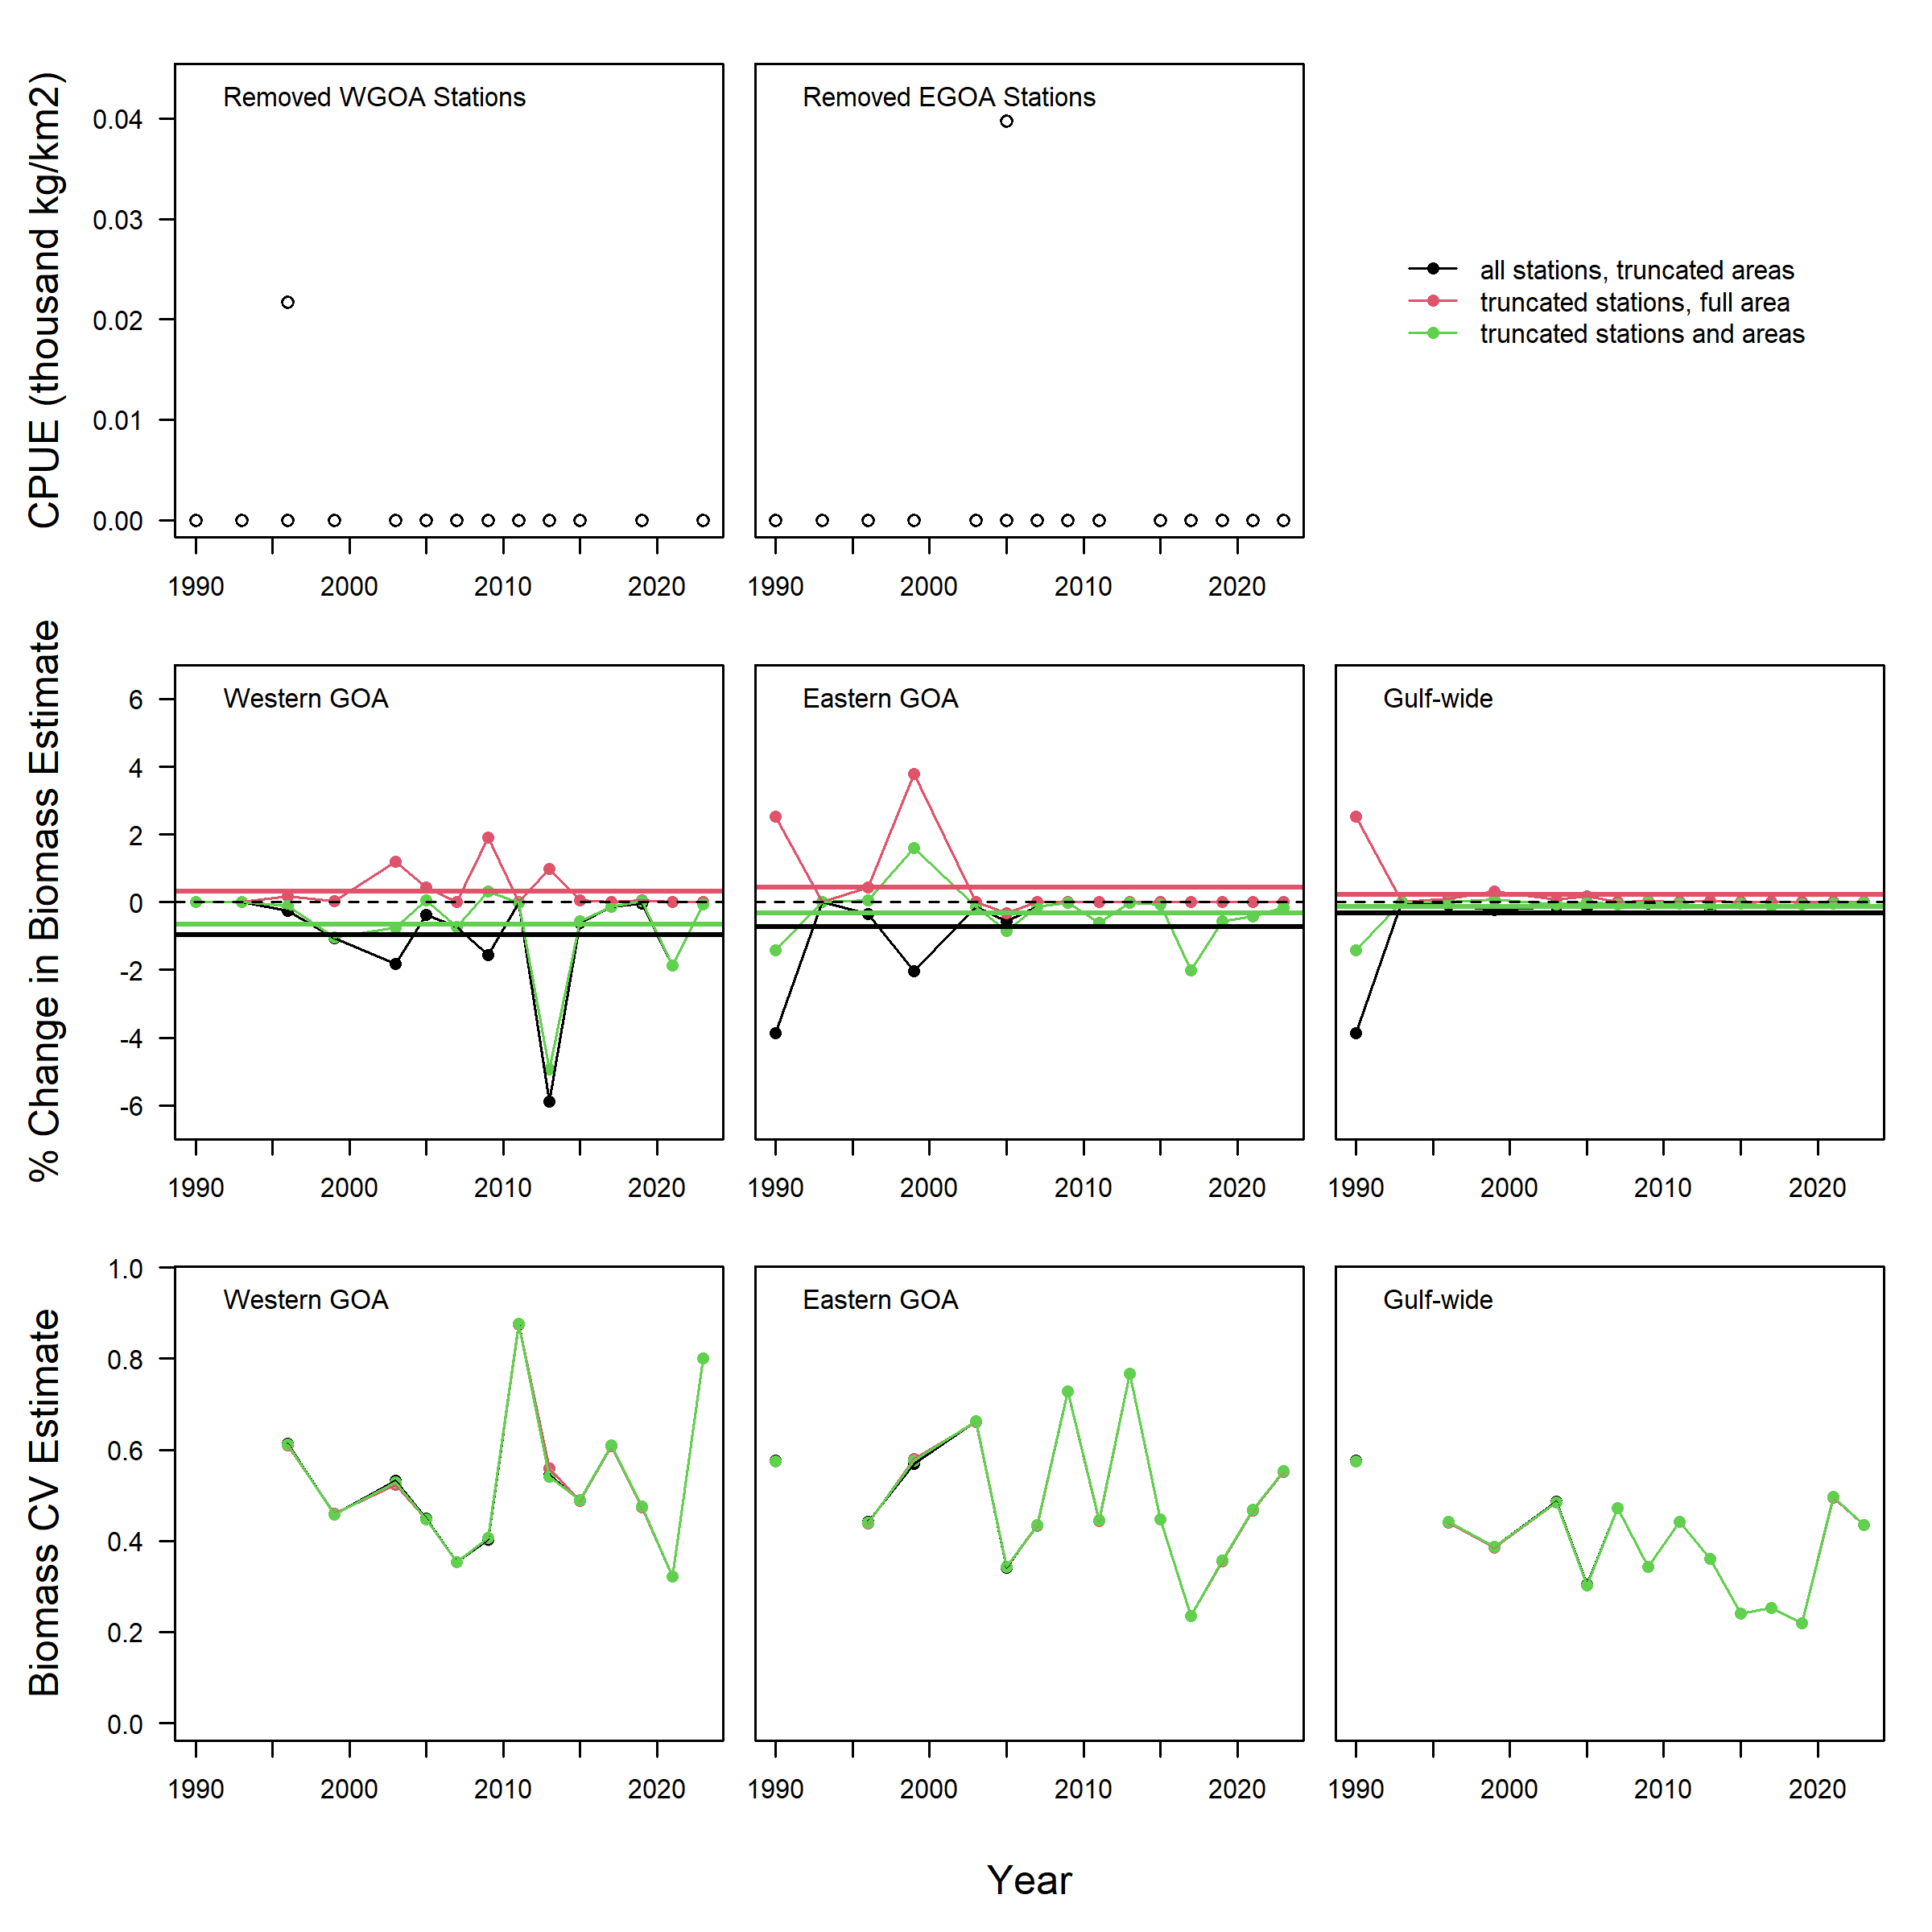 CPUE (thousand kg/km2)
Removed WGOA Stations
0.04
0.03
0.02
0.01
0.00
1990 2000 2010 2020
Removed EGOA Stations
1990 2000 2010 2020
all stations, truncated areas
truncated stations, full area
truncated stations and areas
% Change in Biomass Estimate
Western GOA
6
4
2
0
-2
-4
-6
1990 2000 2010 2020
Eastern GOA
1990 2000 2010 2020
Gulf-wide
1990 2000 2010 2020
Biomass CV Estimate
Western GOA
1.0
0.8
0.6
0.4
0.2
0.0
1990 2000 2010 2020
Eastern GOA
1990 2000 2010 2020
Gulf-wide
1990 2000 2010 2020
Year